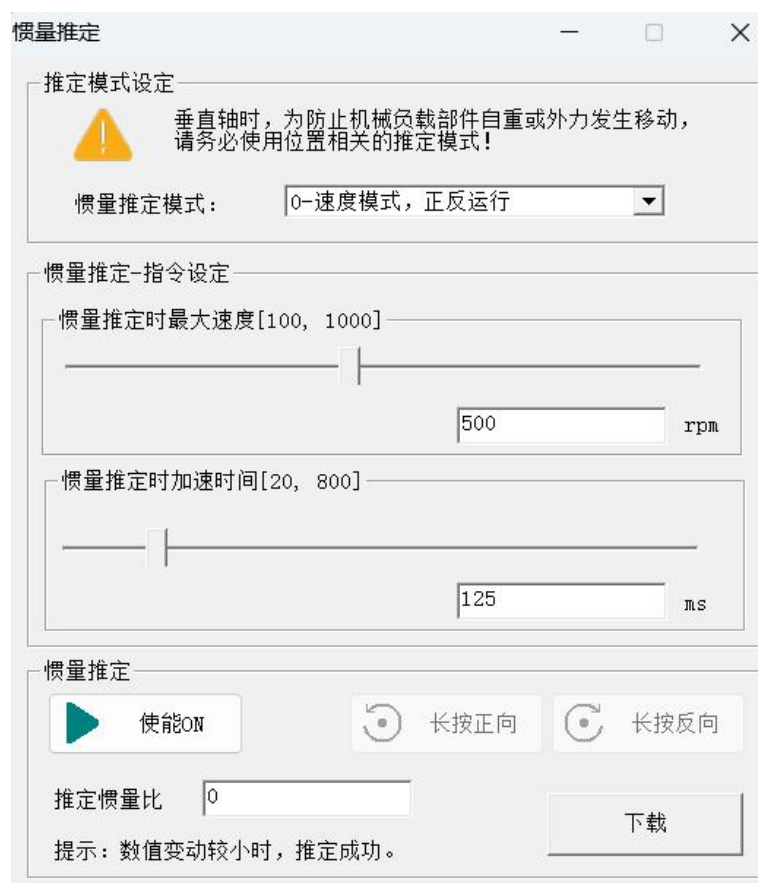 惯量推定
推定模式设定
垂直轴时，为防止机械负载部件自重或外力发生移动，
请务必使用位置相关的推定模式！
惯量推定模式：
0-速度模式，正反运行
惯量推定-指令设定
惯量推定时最大速度[100, 1000]
500 rpm
惯量推定时加速时间[20, 800]
125 ms
惯量推定
使能ON 长按正向 长按反向
推定惯量比 0
下载
提示：数值变动较小时，推定成功。